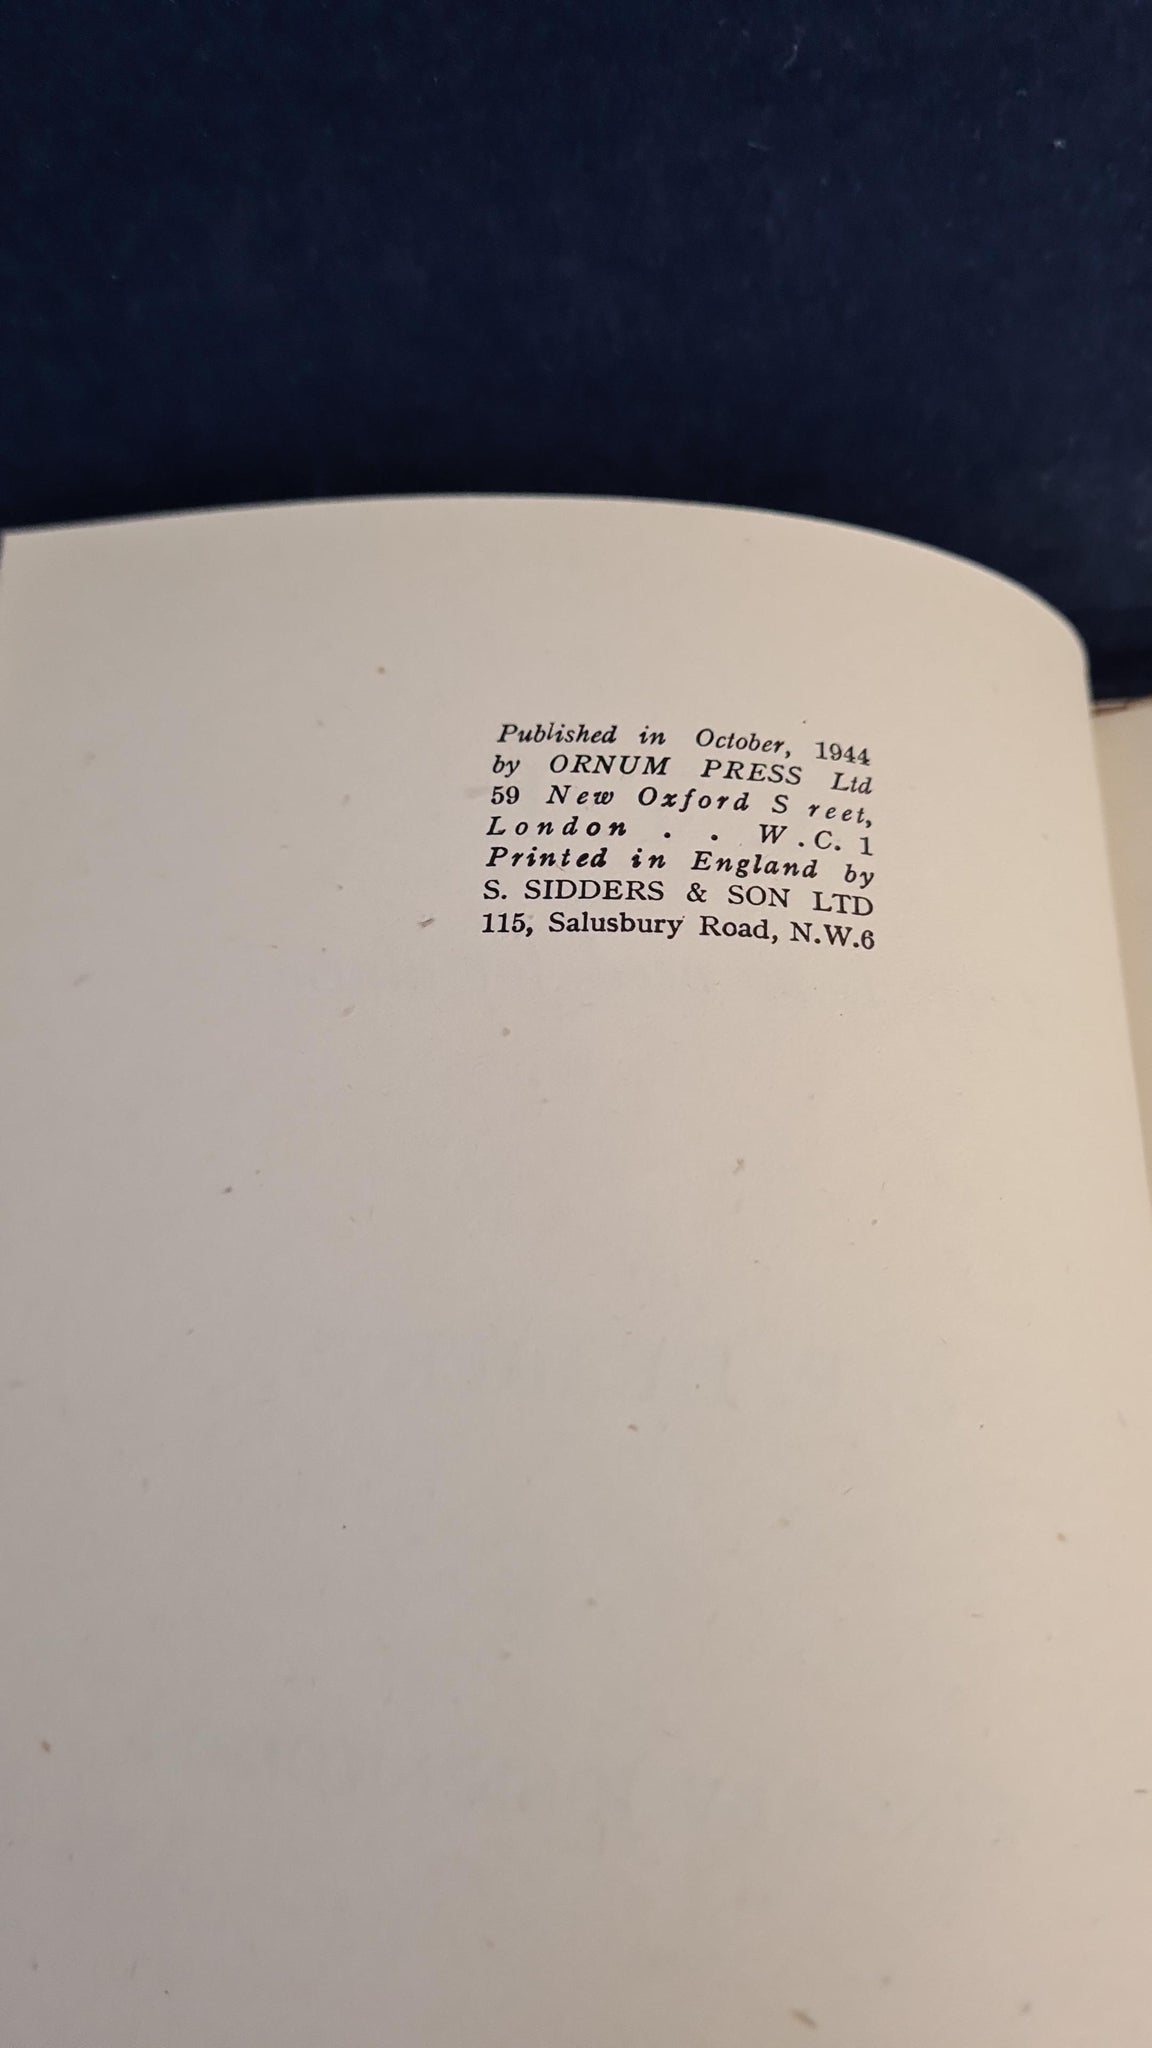 Published in October, 1944
by ORNUM PRESS Ltd
59 New Oxford S reet,
London . . W.C. 1
Printed in England by
S. SIDDERS & SON LTD
115, Salusbury Road, N.W.6